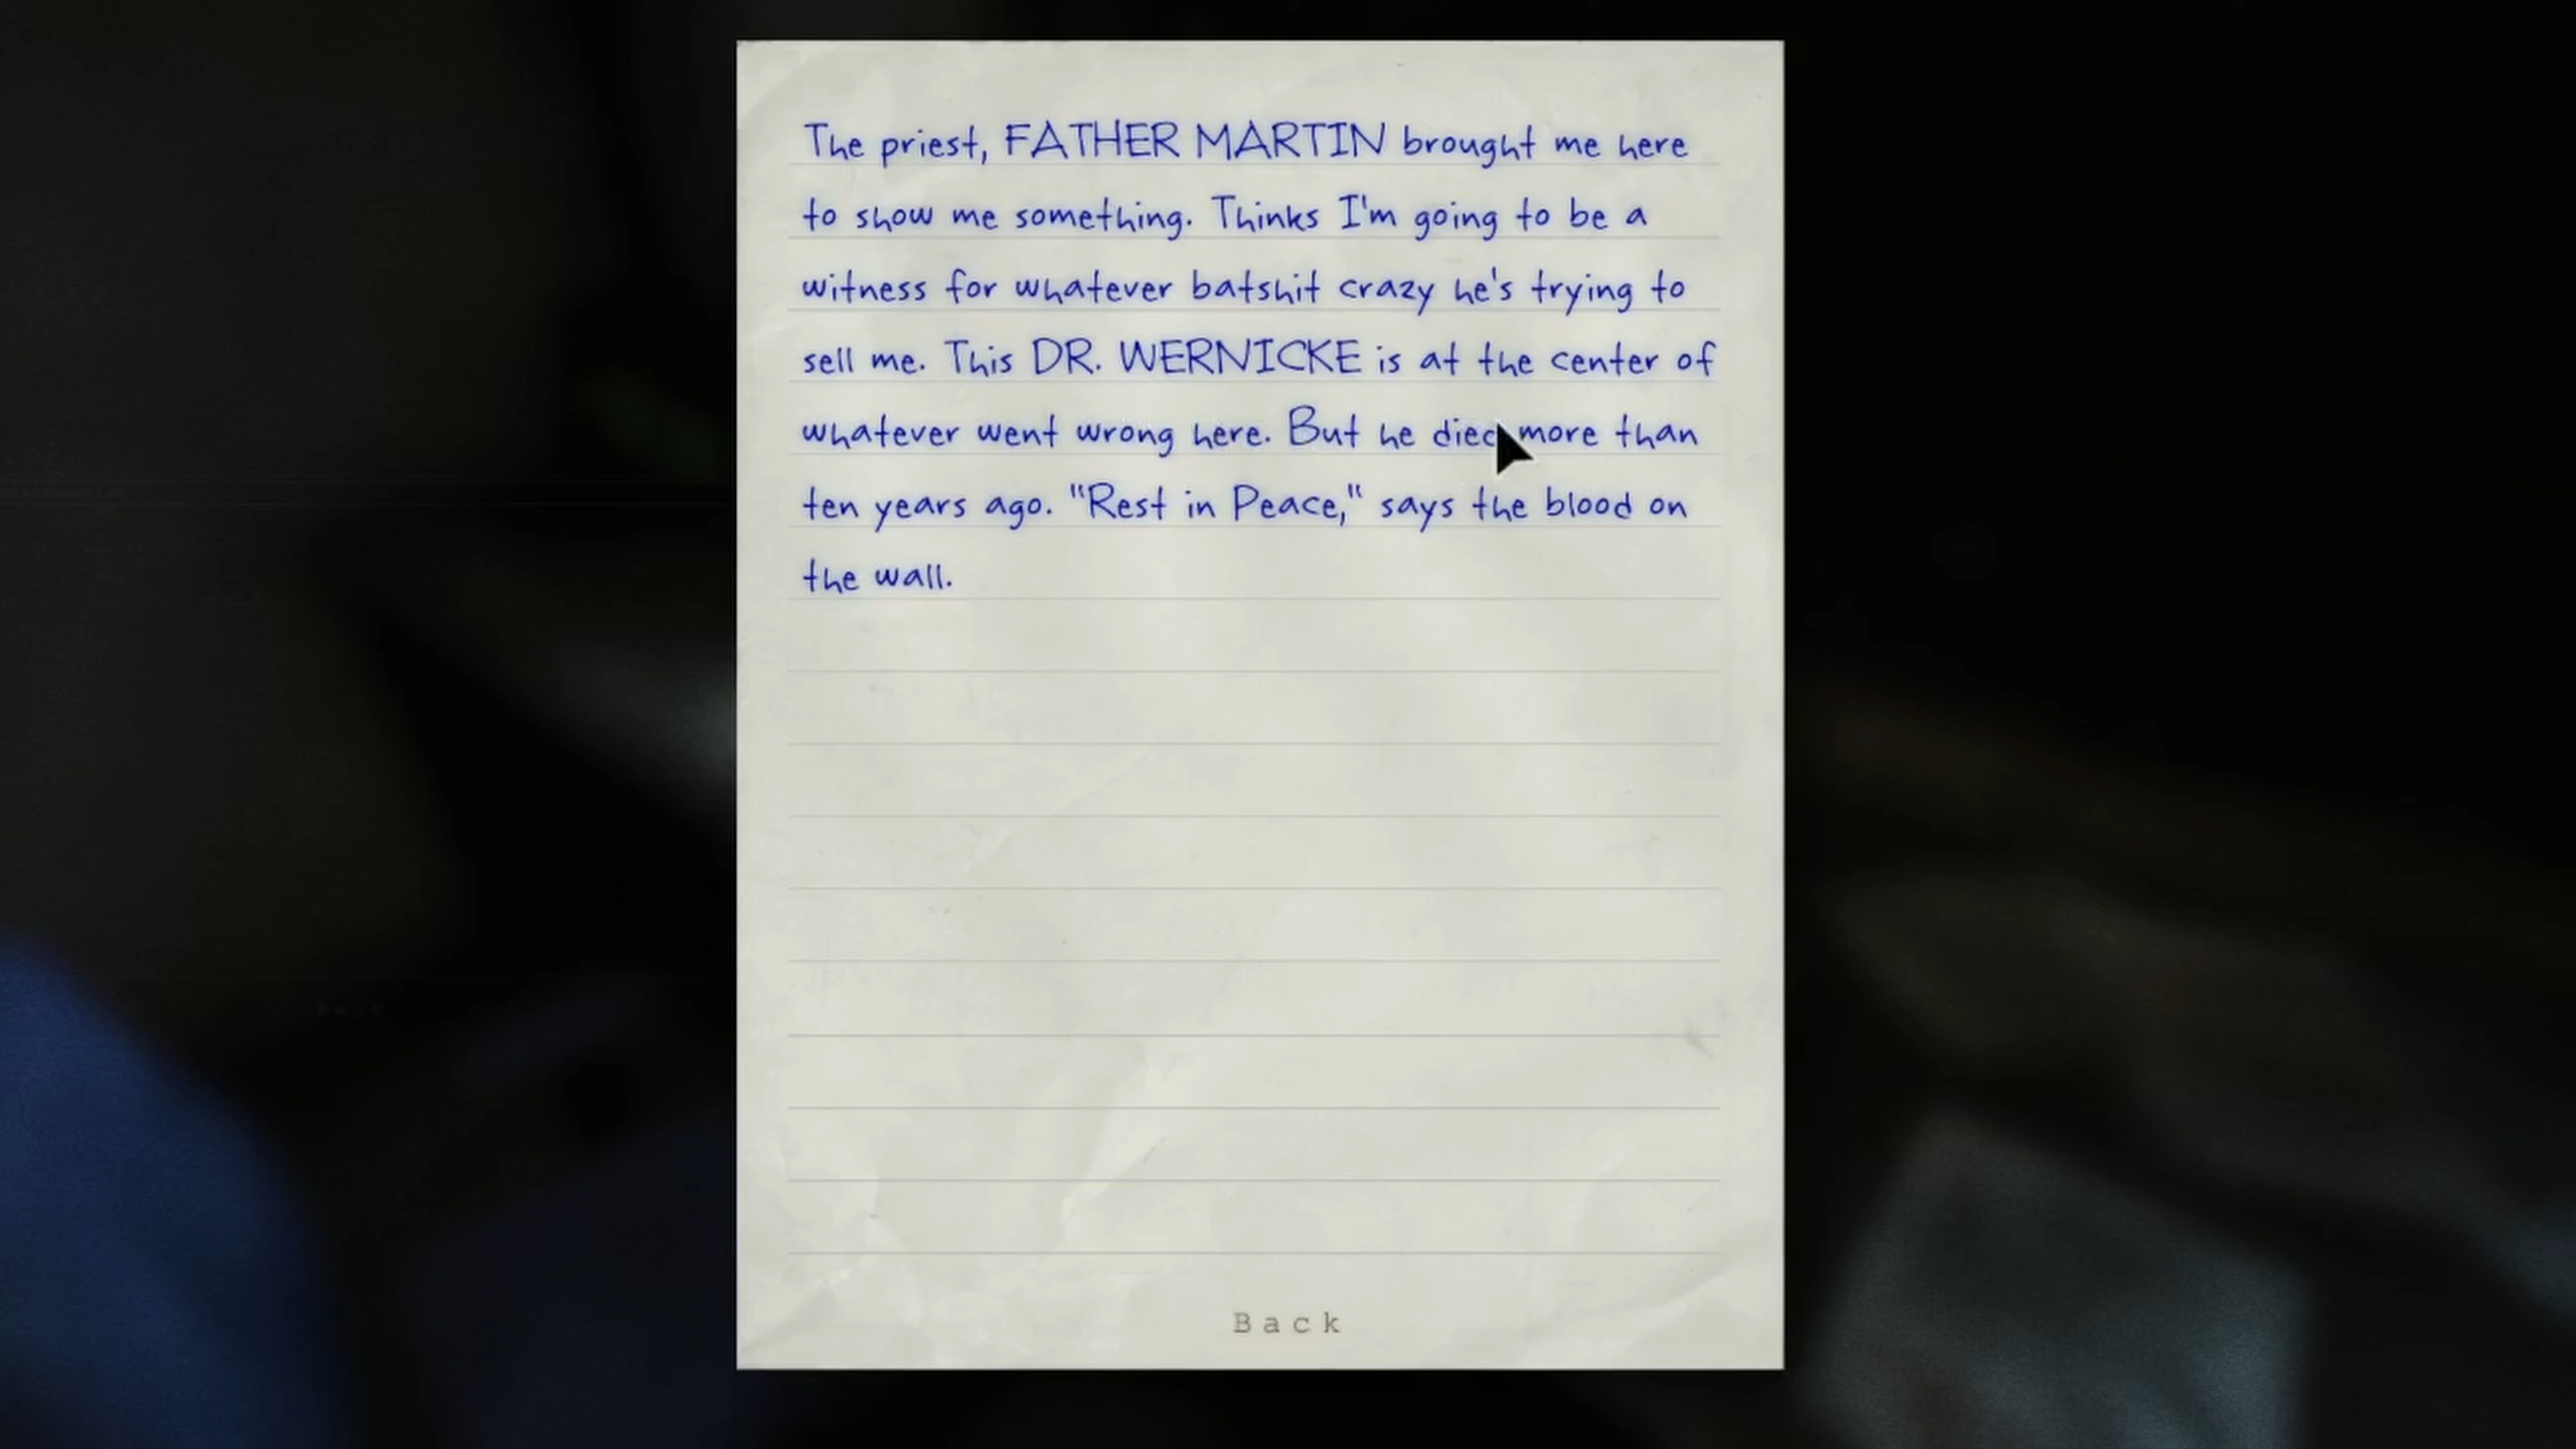 The priest, FATHER MARTIN brought me here
to show me something. Thinks I'm going to be a
witness for whatever batshit crazy he's trying to
sell me. This DR. WERNICKE is at the center of
whatever went wrong here. But he died more than
ten years ago. "Rest in Peace," says the blood on
the wall.
Back